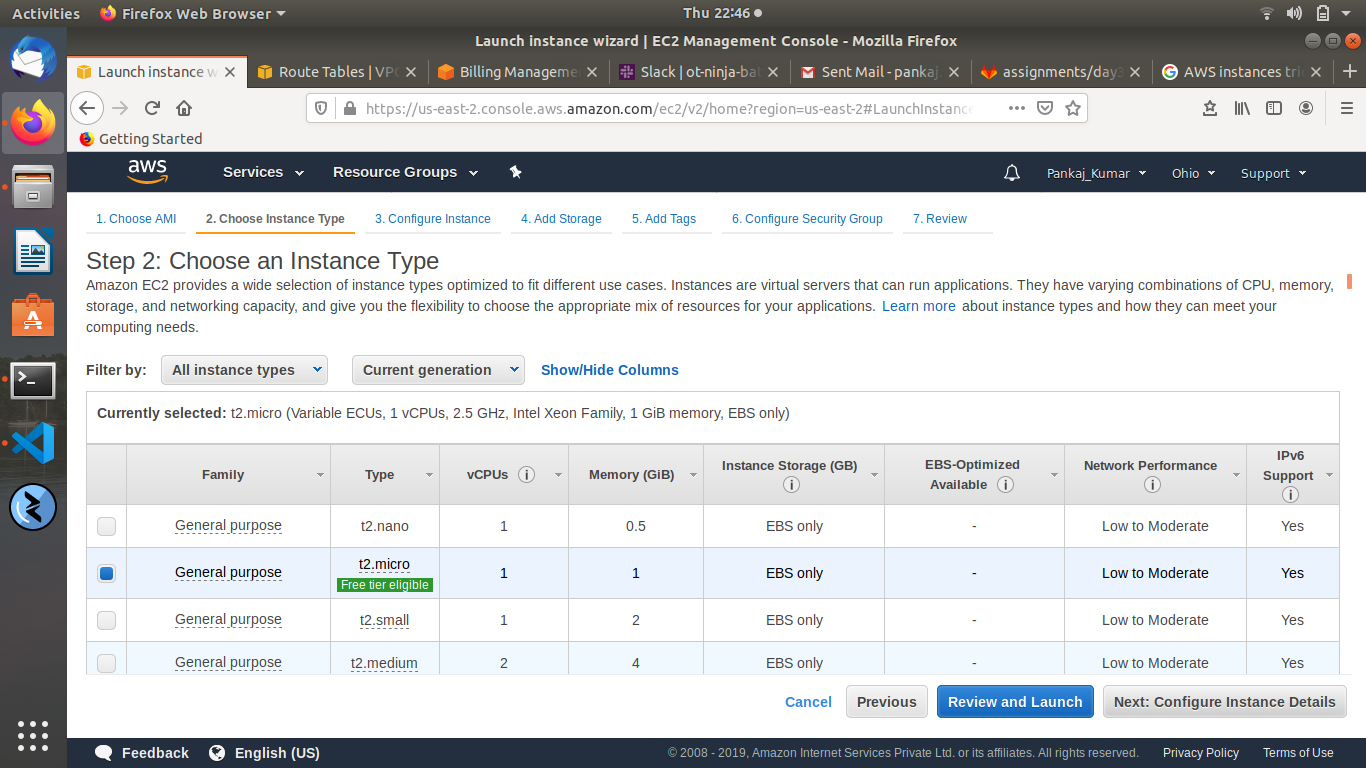 Activities Firefox Web Browser Thu 22:46
Launch instance wizard | EC2 Management Console - Mozilla Firefox
Launch instance w Route Tables | VPC Billing Manageme Slack | ot-ninja-bat Sent Mail - pankaj. assignments/day3 AWS instances tri
https://us-east-2.console.aws.amazon.com/ec2/v2/home?region=us-east-2#LaunchInstance
Getting Started
aws Services Resource Groups Pankaj_Kumar Ohio Support
1. Choose AMI 2. Choose Instance Type 3. Configure Instance 4. Add Storage 5. Add Tags 6. Configure Security Group 7. Review
Step 2: Choose an Instance Type
Amazon EC2 provides a wide selection of instance types optimized to fit different use cases. Instances are virtual servers that can run applications. They have varying combinations of CPU, memory,
storage, and networking capacity, and give you the flexibility to choose the appropriate mix of resources for your applications. Learn more about instance types and how they can meet your
computing needs.
Filter by: All instance types Current generation Show/Hide Columns
Currently selected: t2.micro (Variable ECUs, 1 vCPUs, 2.5 GHz, Intel Xeon Family, 1 GiB memory, EBS only)
Family Type vCPUs i Memory (GiB) Instance Storage (GB) i EBS-Optimized Available i Network Performance i IPv6 Support i
General purpose t2.nano 1 0.5 EBS only - Low to Moderate Yes
General purpose t2.micro Free tier eligible 1 1 EBS only - Low to Moderate Yes
General purpose t2.small 1 2 EBS only - Low to Moderate Yes
General purpose t2.medium 2 4 EBS only - Low to Moderate Yes
Cancel Previous Review and Launch Next: Configure Instance Details
Feedback English (US) © 2008 - 2019, Amazon Internet Services Private Ltd. or its affiliates. All rights reserved. Privacy Policy Terms of Use